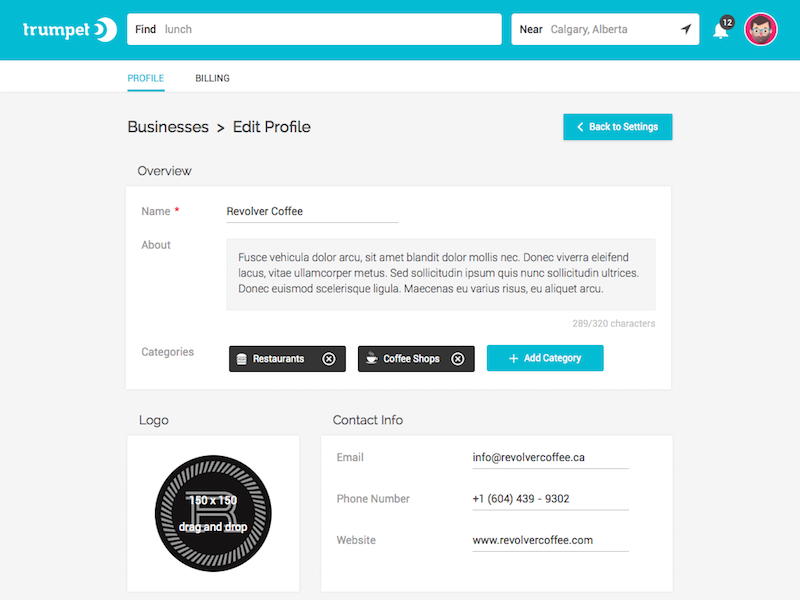 trumpet
Find lunch
Near Calgary, Alberta
12
PROFILE
BILLING
Businesses > Edit Profile
Back to Settings
Overview
Name *
Revolver Coffee
About
Fusce vehicula dolor arcu, sit amet blandit dolor mollis nec. Donec viverra eleifend
lacus, vitae ullamcorper metus. Sed sollicitudin ipsum quis nunc sollicitudin ultrices.
Donec euismod scelerisque ligula. Maecenas eu varius risus, eu aliquet arcu.
289/320 characters
Categories
Restaurants
Coffee Shops
+ Add Category
Logo
R
150 x 150
drag and drop
Contact Info
Email
info@revolvercoffee.ca
Phone Number
+1 (604) 439 - 9302
Website
www.revolvercoffee.com